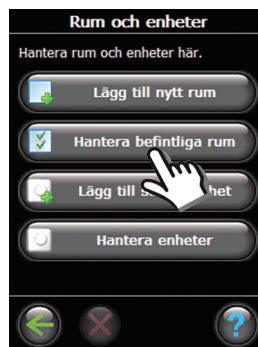 Rum och enheter
Hantera rum och enheter här.
Lägg till nytt rum
Hantera befintliga rum
Lägg till
Hantera enheter
?